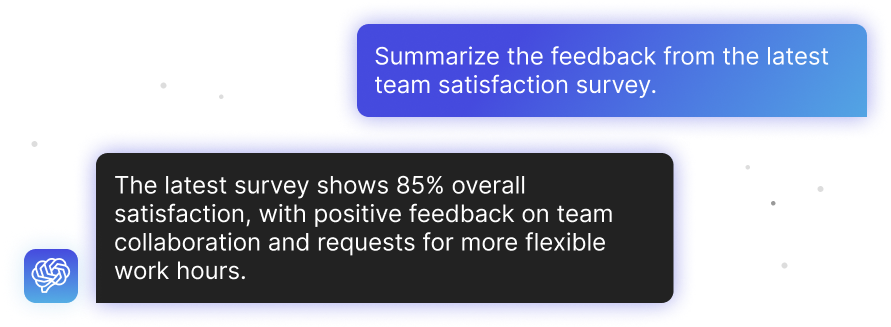 Summarize the feedback from the latest
team satisfaction survey.
The latest survey shows 85% overall
satisfaction, with positive feedback on team
collaboration and requests for more flexible
work hours.